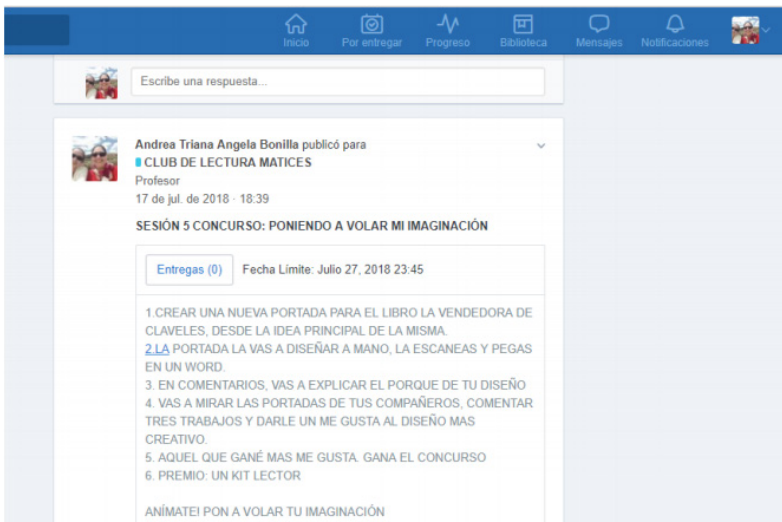 Inicio
Por entregar
Progreso
Biblioteca
Mensajes
Notificaciones
Escribe una respuesta...
Andrea Triana Angela Bonilla publicó para
CLUB DE LECTURA MATICES
Profesor
17 de jul. de 2018 · 18:39
SESIÓN 5 CONCURSO: PONIENDO A VOLAR MI IMAGINACIÓN
Entregas (0) Fecha Límite: Julio 27, 2018 23:45
1.CREAR UNA NUEVA PORTADA PARA EL LIBRO LA VENDEDORA DE
CLAVELES, DESDE LA IDEA PRINCIPAL DE LA MISMA.
2.LA PORTADA LA VAS A DISEÑAR A MANO, LA ESCANEAS Y PEGAS
EN UN WORD.
3. EN COMENTARIOS, VAS A EXPLICAR EL PORQUE DE TU DISEÑO
4. VAS A MIRAR LAS PORTADAS DE TUS COMPAÑEROS, COMENTAR
TRES TRABAJOS Y DARLE UN ME GUSTA AL DISEÑO MAS
CREATIVO.
5. AQUEL QUE GANÉ MAS ME GUSTA. GANA EL CONCURSO
6. PREMIO: UN KIT LECTOR
ANÍMATE! PON A VOLAR TU IMAGINACIÓN